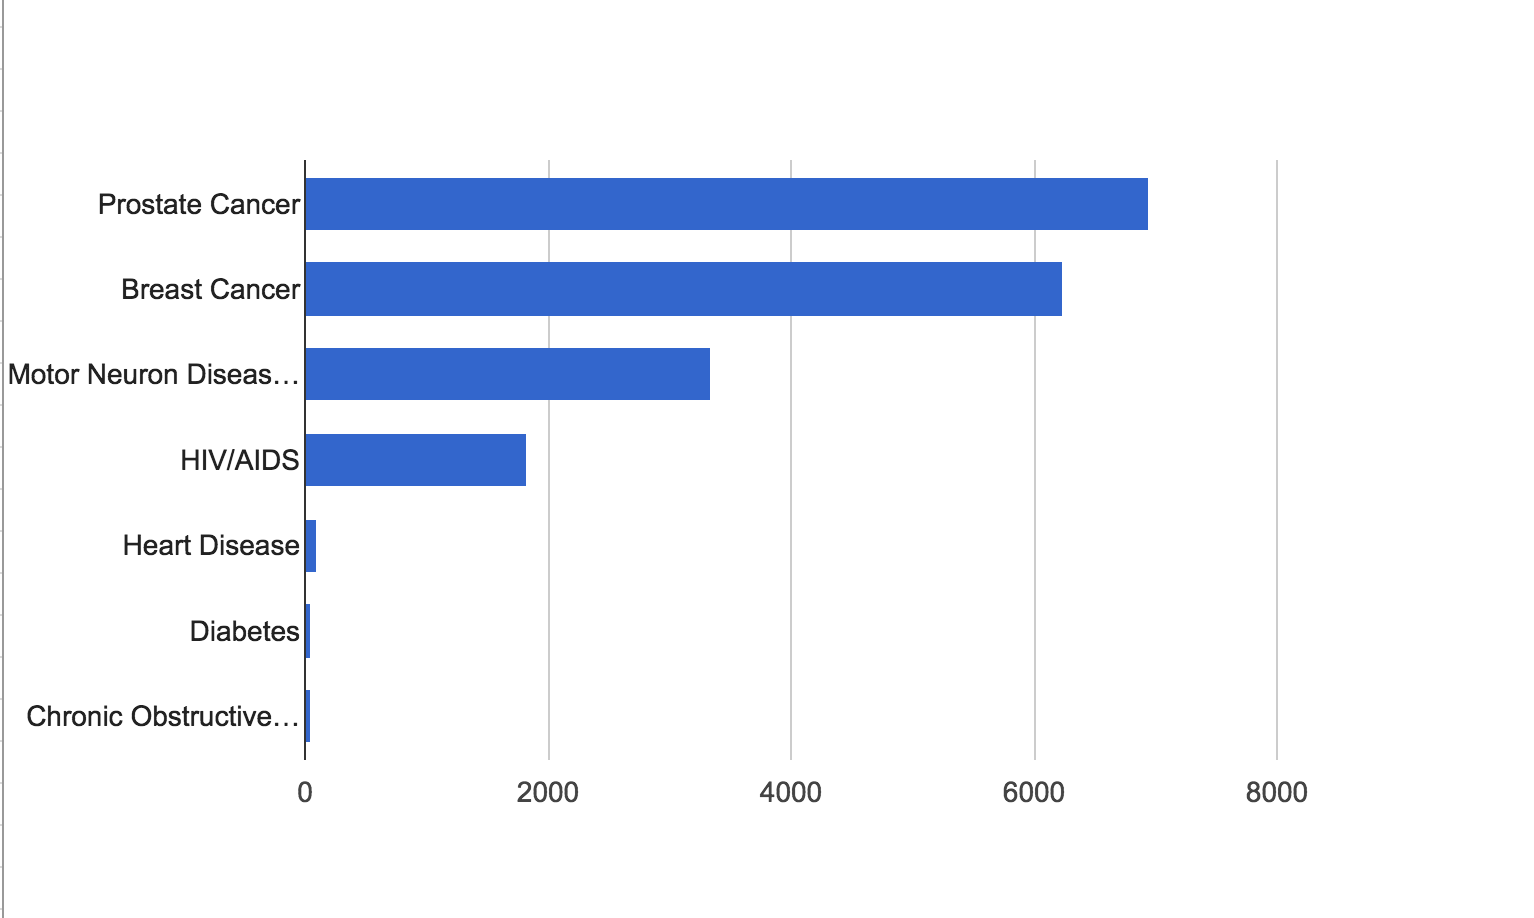 Prostate Cancer
Breast Cancer
Motor Neuron Diseas…
HIV/AIDS
Heart Disease
Diabetes
Chronic Obstructive…
0 2000 4000 6000 8000